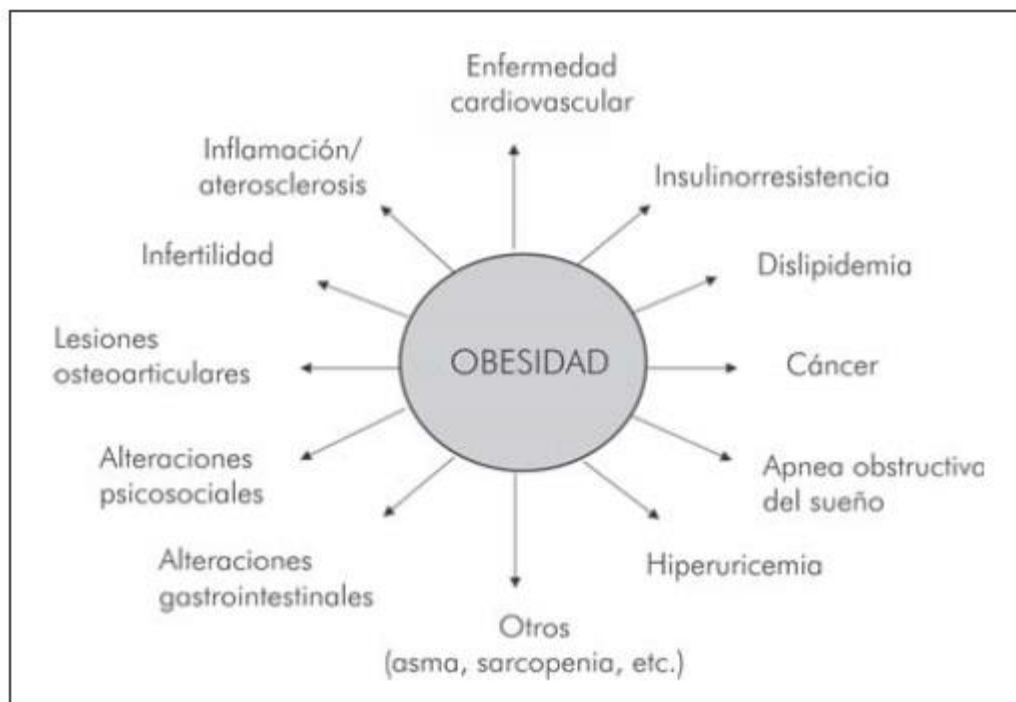 Enfermedad
cardiovascular
Inflamación/
aterosclerosis
Insulinorresistencia
Infertilidad
Dislipidemia
Lesiones
osteoarticulares
OBESIDAD
Cáncer
Alteraciones
psicosociales
Apnea obstructiva
del sueño
Alteraciones
gastrointestinales
Hiperuricemia
Otros
(asma, sarcopenia, etc.)